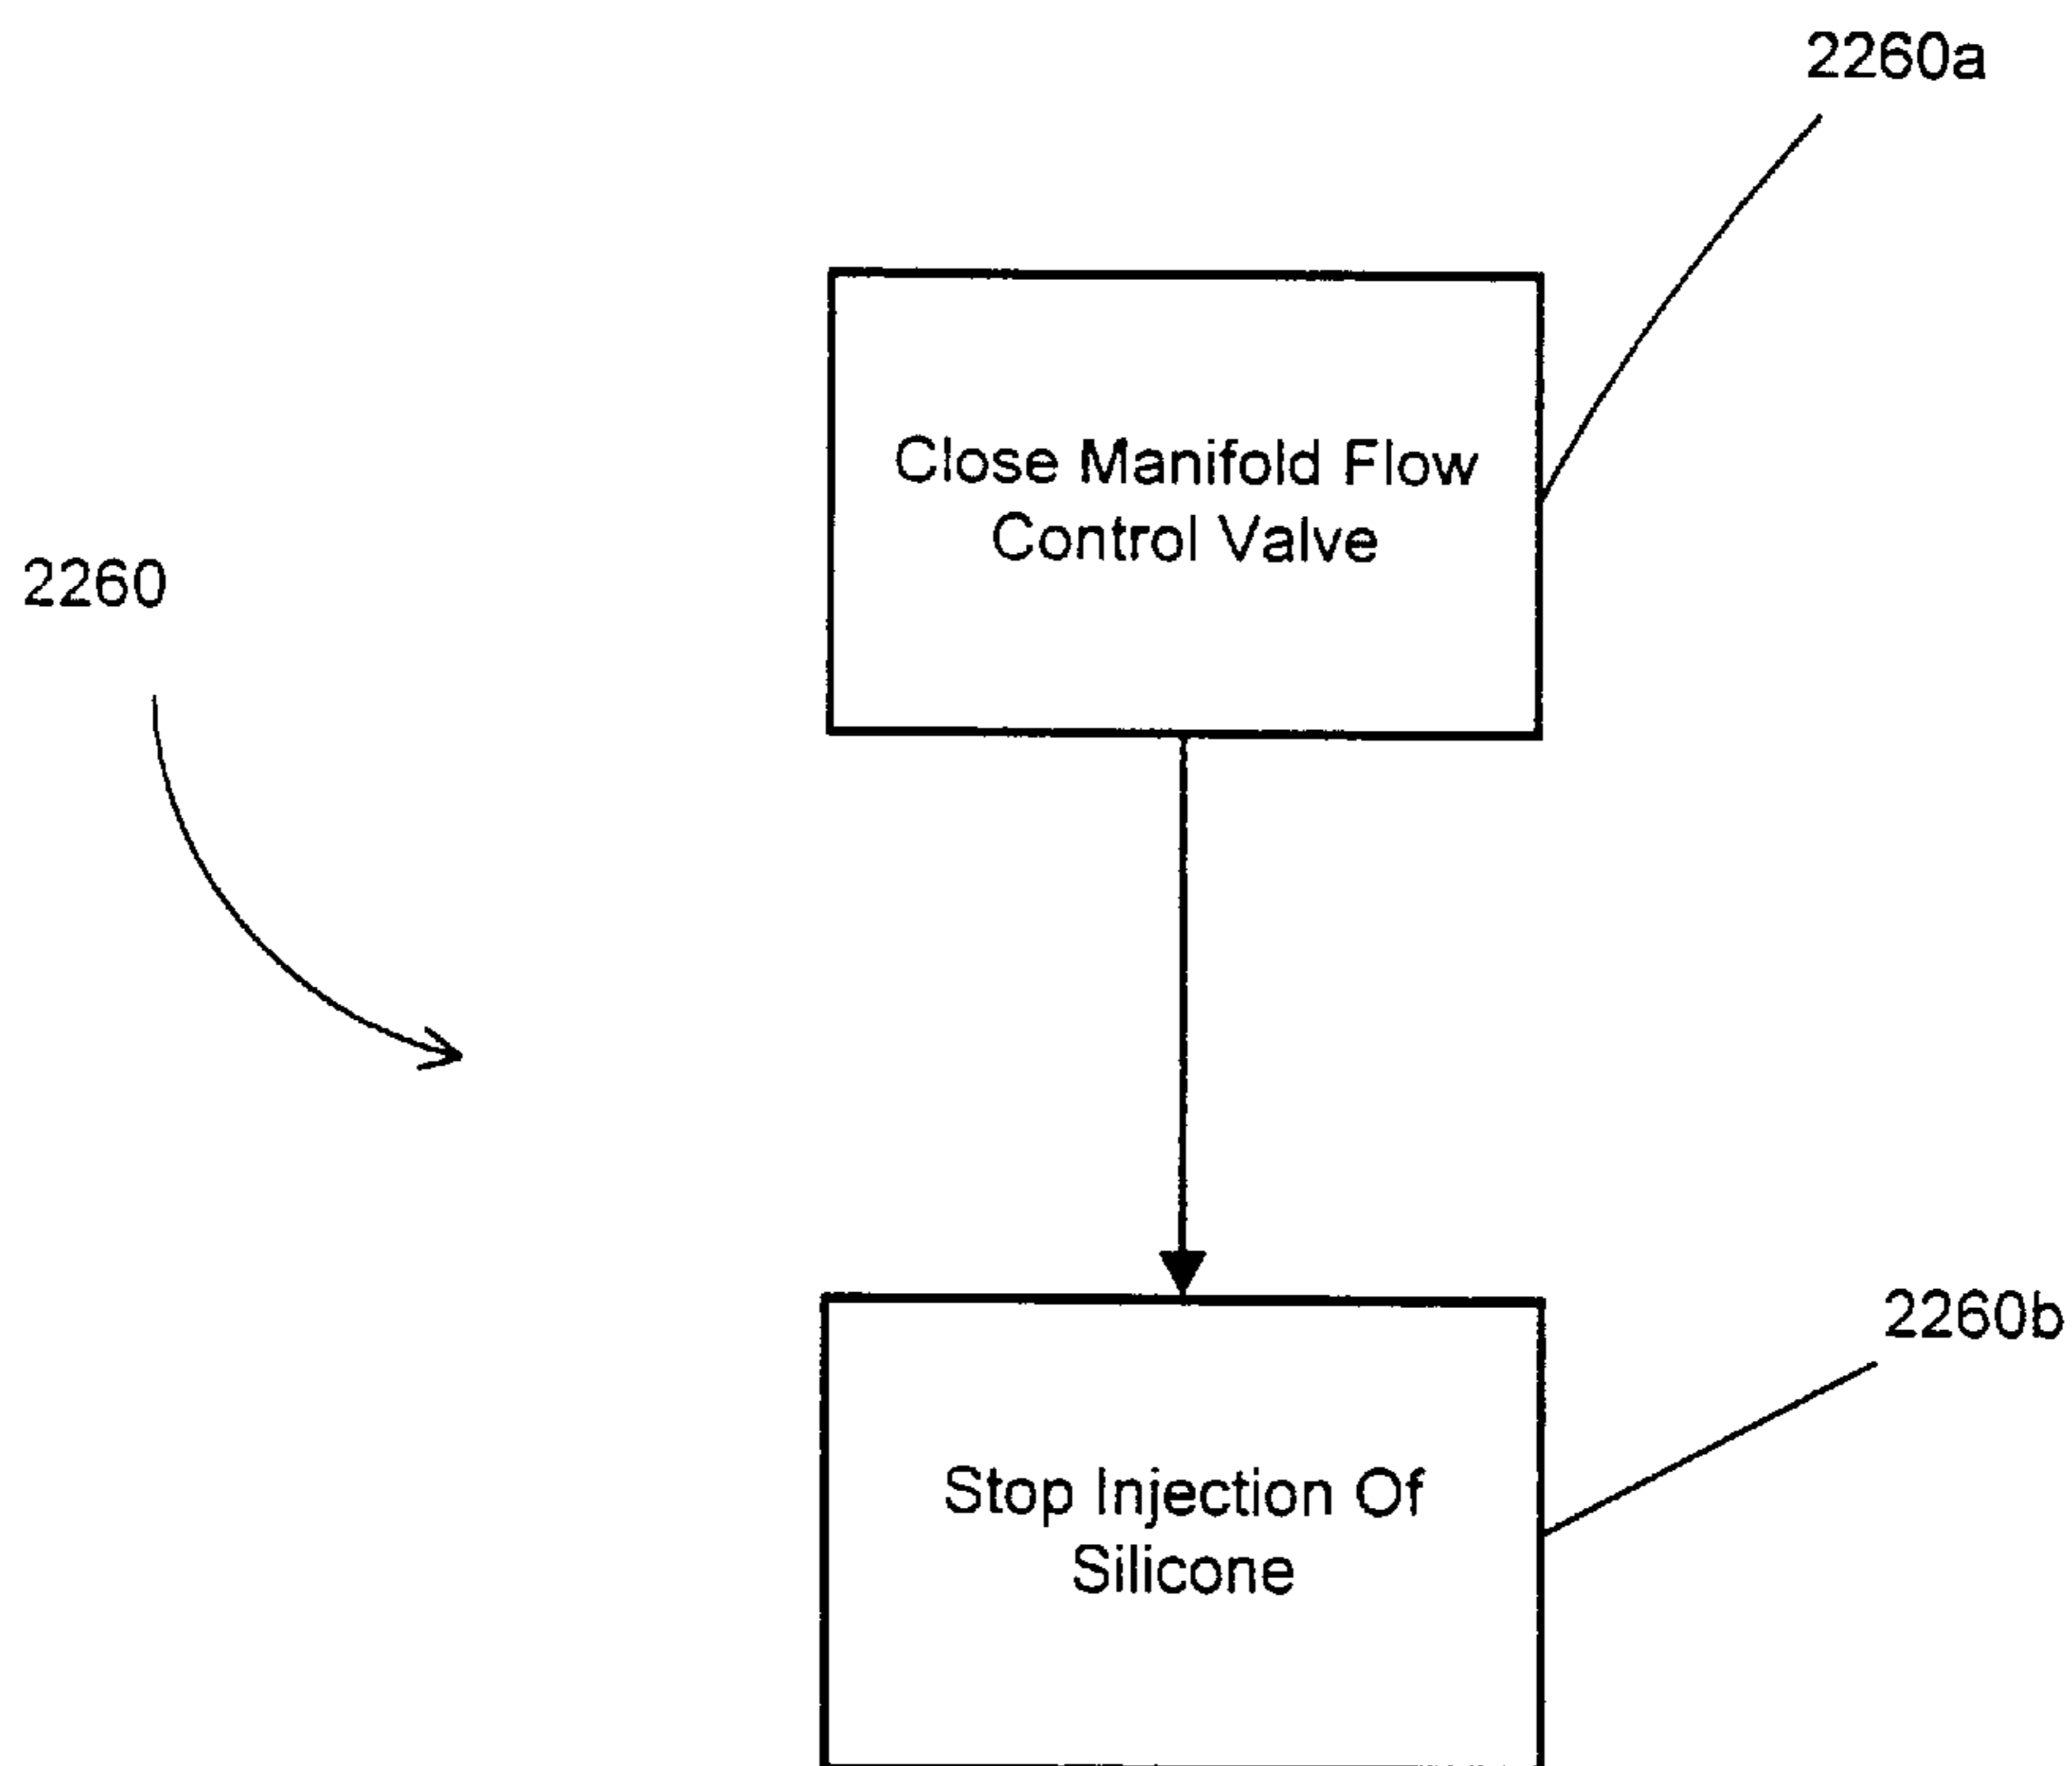 2260a
Close Manifold Flow
Control Valve
2260
2260b
Stop Injection Of
Silicone